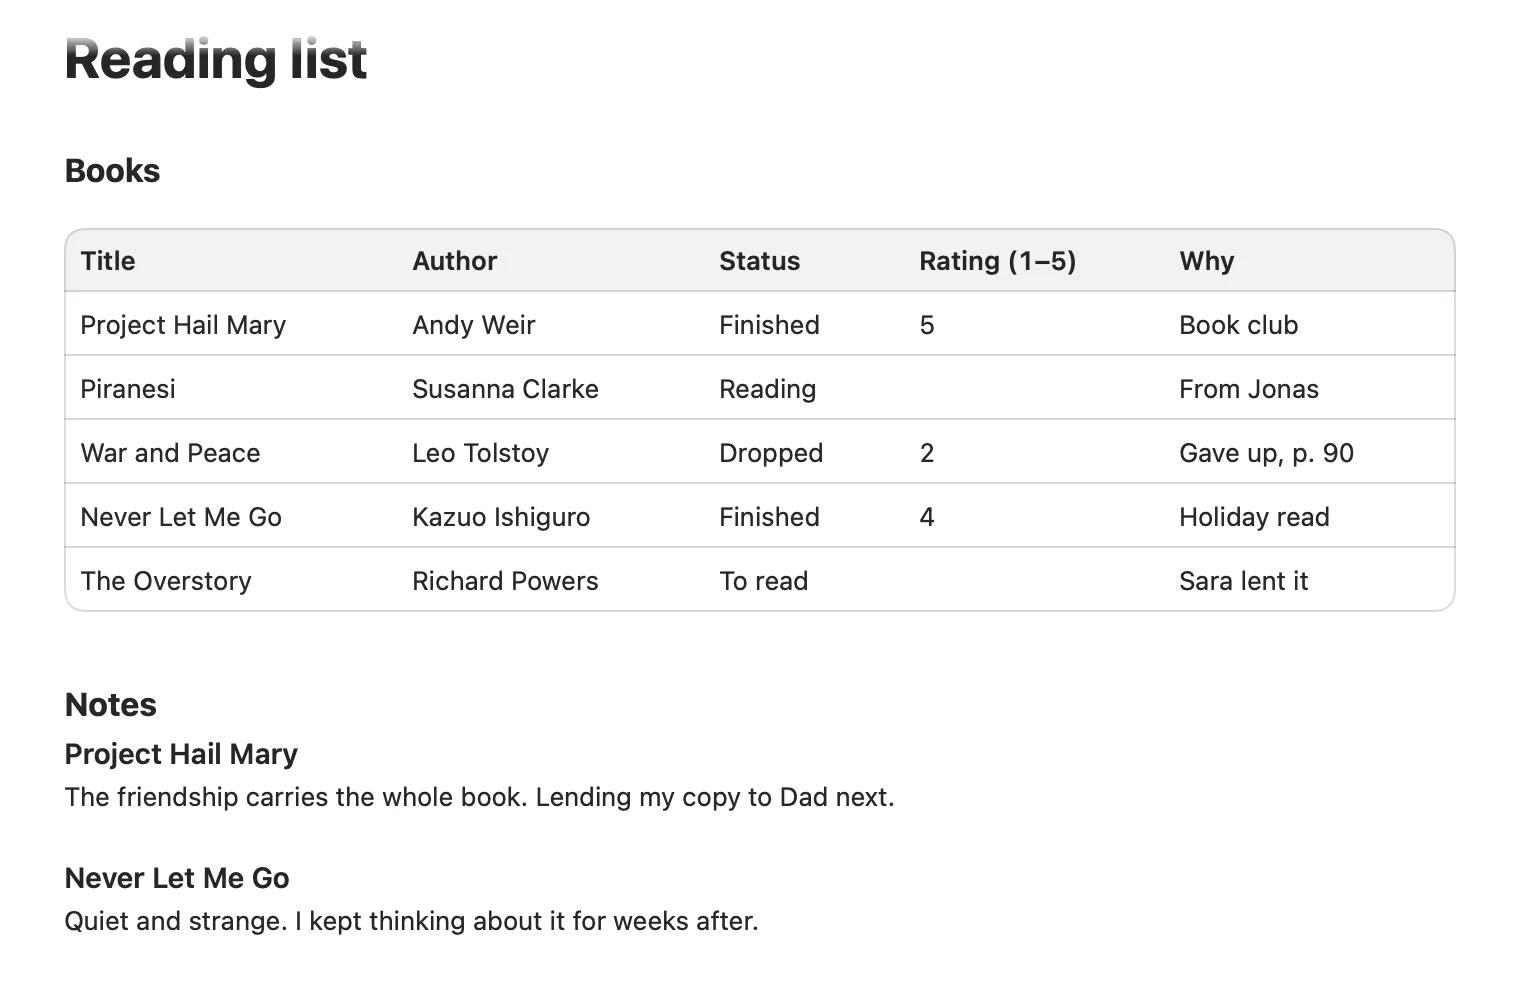 Reading list
Books
Title Author Status Rating (1–5) Why
Project Hail Mary Andy Weir Finished 5 Book club
Piranesi Susanna Clarke Reading From Jonas
War and Peace Leo Tolstoy Dropped 2 Gave up, p. 90
Never Let Me Go Kazuo Ishiguro Finished 4 Holiday read
The Overstory Richard Powers To read Sara lent it
Notes
Project Hail Mary
The friendship carries the whole book. Lending my copy to Dad next.
Never Let Me Go
Quiet and strange. I kept thinking about it for weeks after.